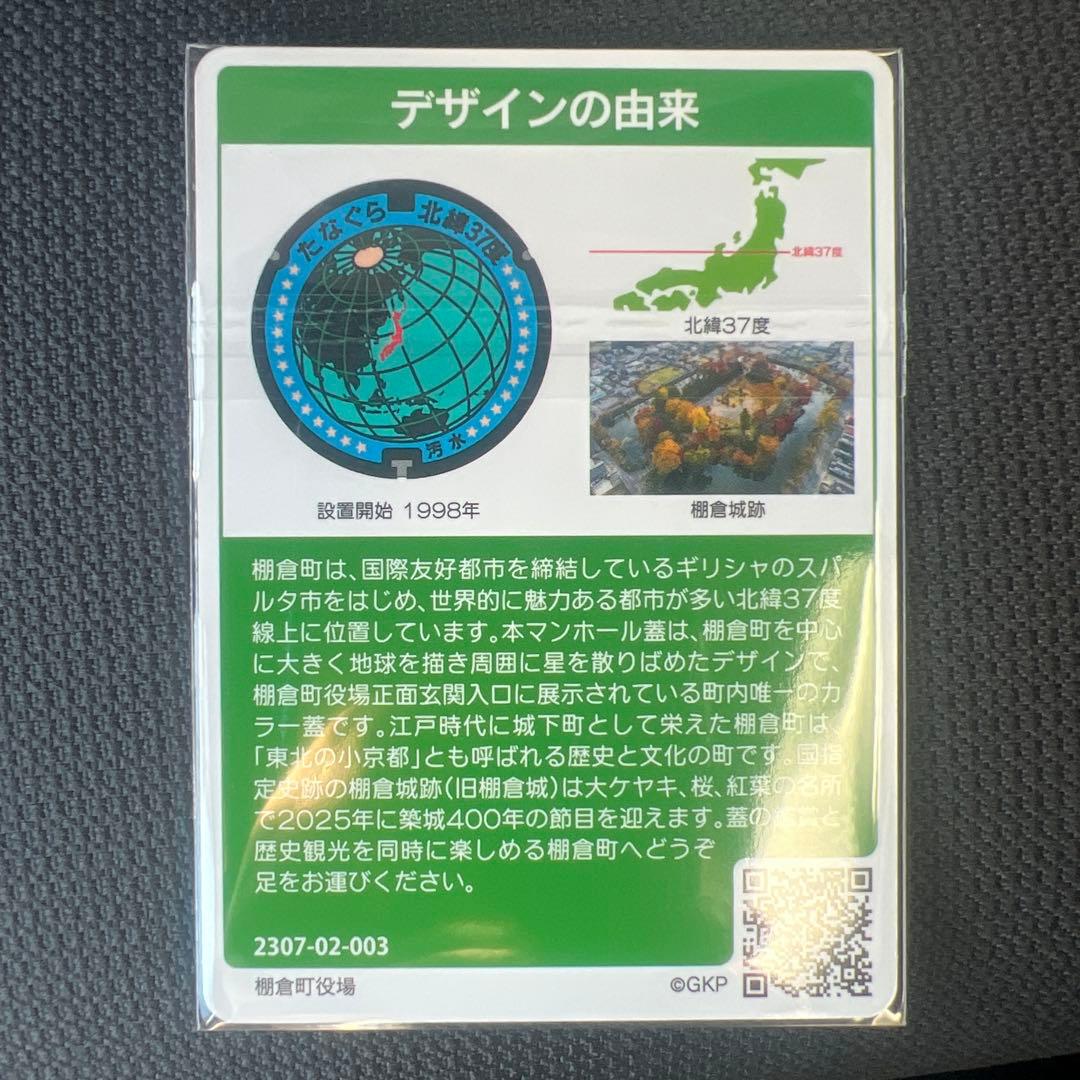 デザインの由来
たなぐら 北緯37度
汚水
北緯37度
北緯37度
設置開始 1998年
棚倉城跡
棚倉町は、国際友好都市を締結しているギリシャのスパ
ルタ市をはじめ、世界的に魅力ある都市が多い北緯37度
線上に位置しています。本マンホール蓋は、棚倉町を中心
に大きく地球を描き周囲に星を散りばめたデザインで、
棚倉町役場正面玄関入口に展示されている町内唯一のカ
ラー蓋です。江戸時代に城下町として栄えた棚倉町は、
「東北の小京都」とも呼ばれる歴史と文化の町です。国指
定史跡の棚倉城跡(旧棚倉城)は大ケヤキ、桜、紅葉の名所
で2025年に築城400年の節目を迎えます。蓋の鑑賞と
歴史観光を同時に楽しめる棚倉町へどうぞ
足をお運びください。
2307-02-003
棚倉町役場
©GKP